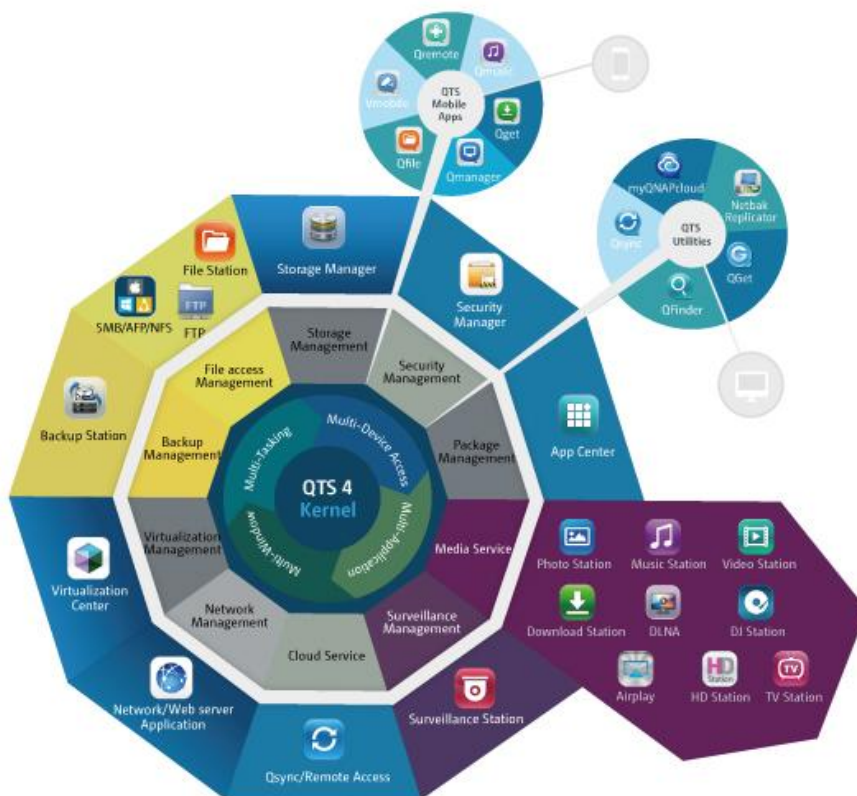 Qremote
Qmusic
Vmobile
QTS
Mobile
Apps
Qget
Qfile
Qmanager
myQNAPcloud
Netbak
Replicator
Qsync
QTS
Utilities
QGet
QFinder
File Station
Storage Manager
SMB/AFP/NFS
FTP
FTP
Security
Manager
Storage
Management
File access
Management
Security
Management
Backup Station
Backup
Management
Package
Management
App Center
Multi-Tasking
Multi-Device Access
QTS 4
Kernel
Multi-Window
Multi-Application
Virtualization
Management
Media Service
Virtualization
Center
Network
Management
Surveillance
Management
Cloud Service
Photo Station
Music Station
Video Station
Download Station
DLNA
DJ Station
Airplay
HD
Station
HD Station
TV
TV Station
Network/Web server
Application
Surveillance Station
Qsync/Remote Access